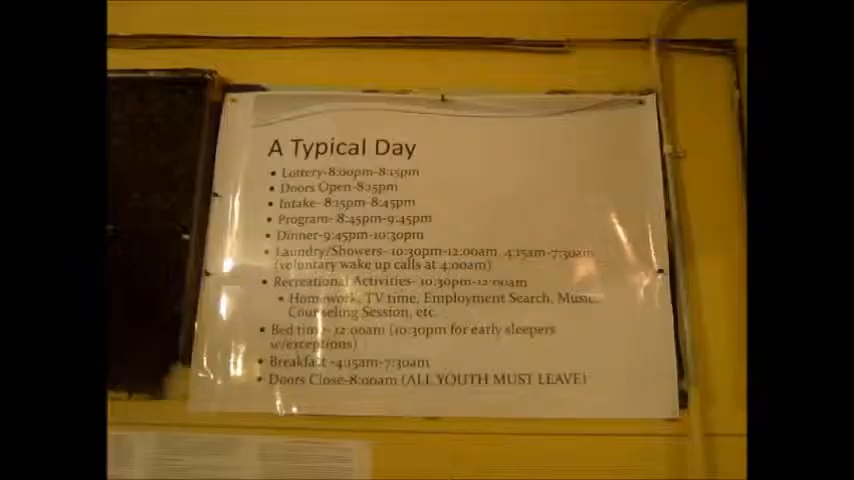 A Typical Day
• Lottery-8:00pm-8:15pm
• Doors Open-8:15pm
• Intake- 8:15pm-8:45pm
• Program- 8:45pm-9:45pm
• Dinner-9:45pm-10:30pm
• Laundry/Showers- 10:30pm-12:00am, 4:15am-7:30am
(voluntary wake up calls at 4:00am)
• Recreational Activities- 10:30pm-12:00am
• Homework, TV time, Employment Search, Music,
Counseling Session, etc.
• Bed time- 12:00am (10:30pm for early sleepers
w/exceptions)
• Breakfast -4:15am-7:30am
• Doors Close-8:00am (ALL YOUTH MUST LEAVE)